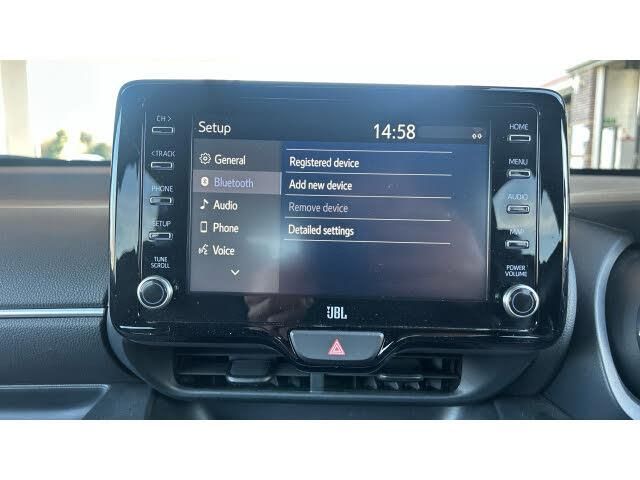 Setup 14:58
General
Bluetooth
Audio
Phone
Voice
Registered device
Add new device
Remove device
Detailed settings
CH >
< TRACK
PHONE
SETUP
TUNE
SCROLL
HOME
MENU
AUDIO
MAP
POWER
VOLUME
JBL